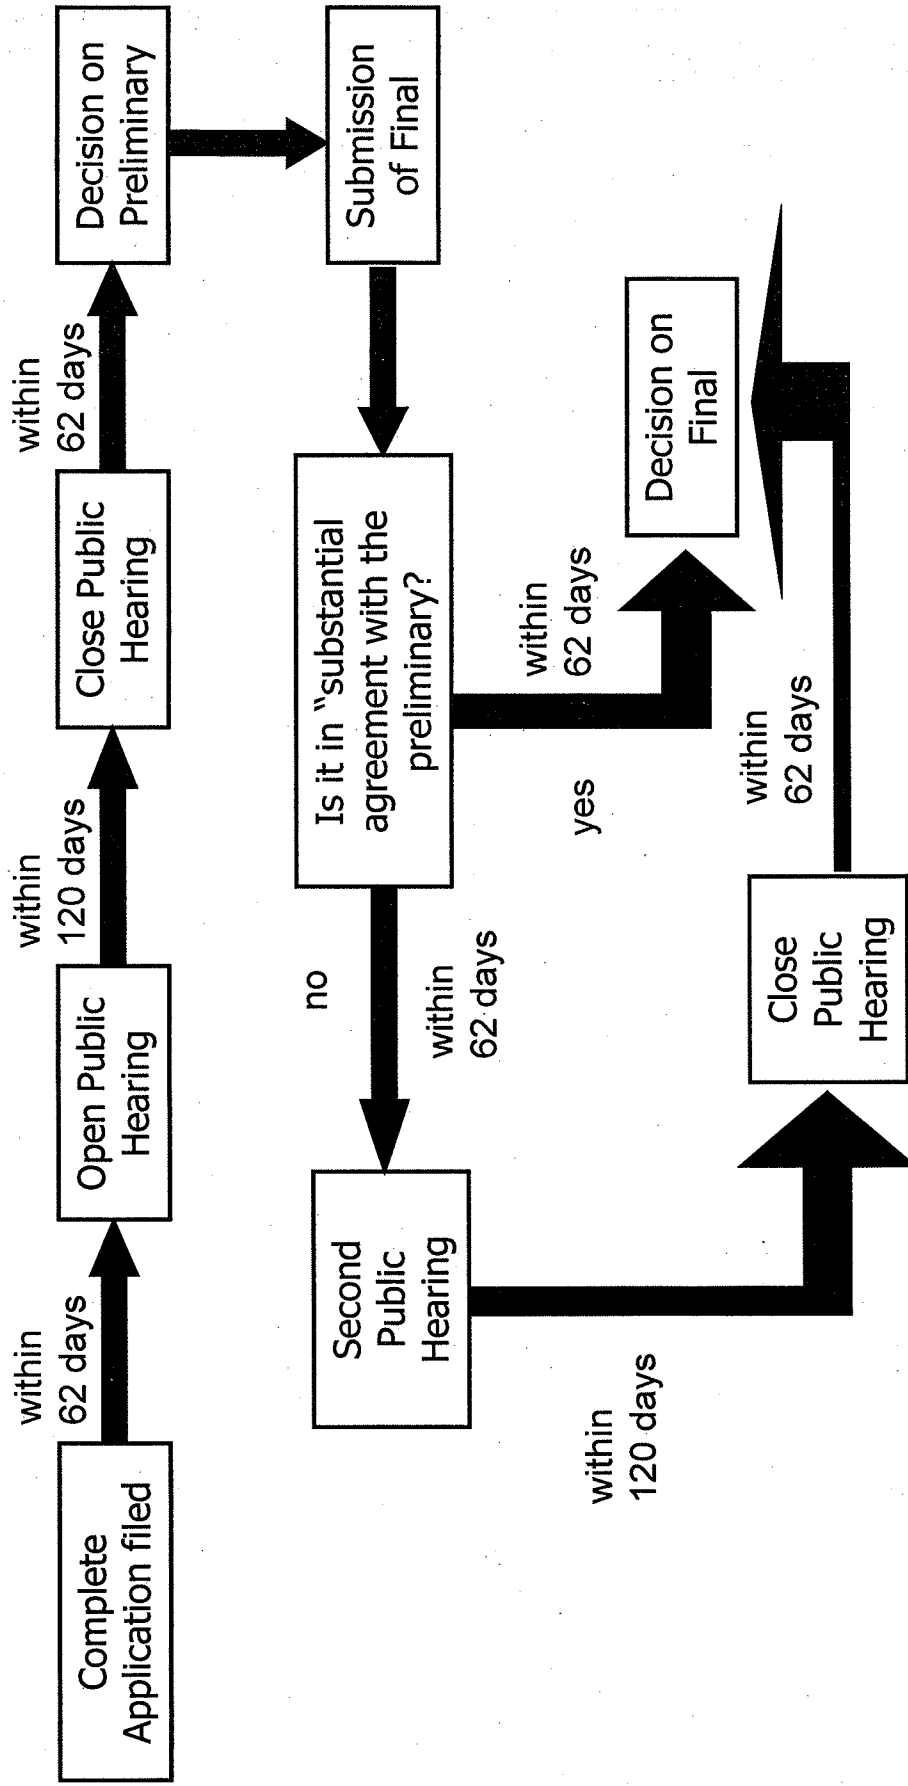 Complete
Application filed
within
62 days
Open Public
Hearing
within
120 days
Close Public
Hearing
within
62 days
Decision on
Preliminary
Submission
of Final
Is it in “substantial
agreement with the
preliminary?
no
within
62 days
Second
Public
Hearing
within
120 days
Close
Public
Hearing
within
62 days
yes
within
62 days
Decision on
Final